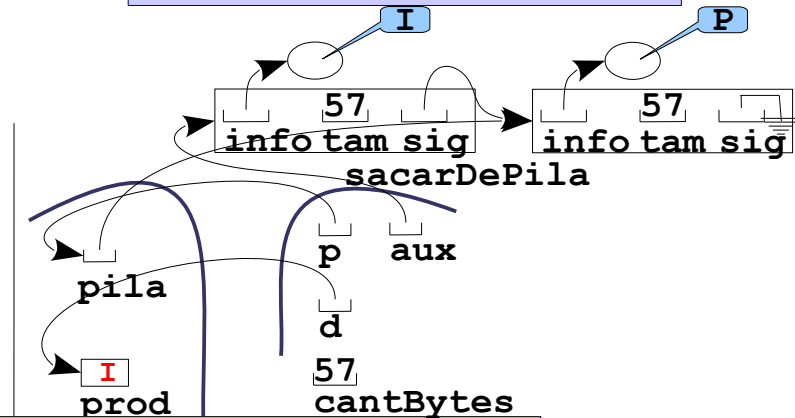 I P
57 57
info tam sig info tam sig
sacarDePila
p aux
pila
d
I 57
prod cantBytes